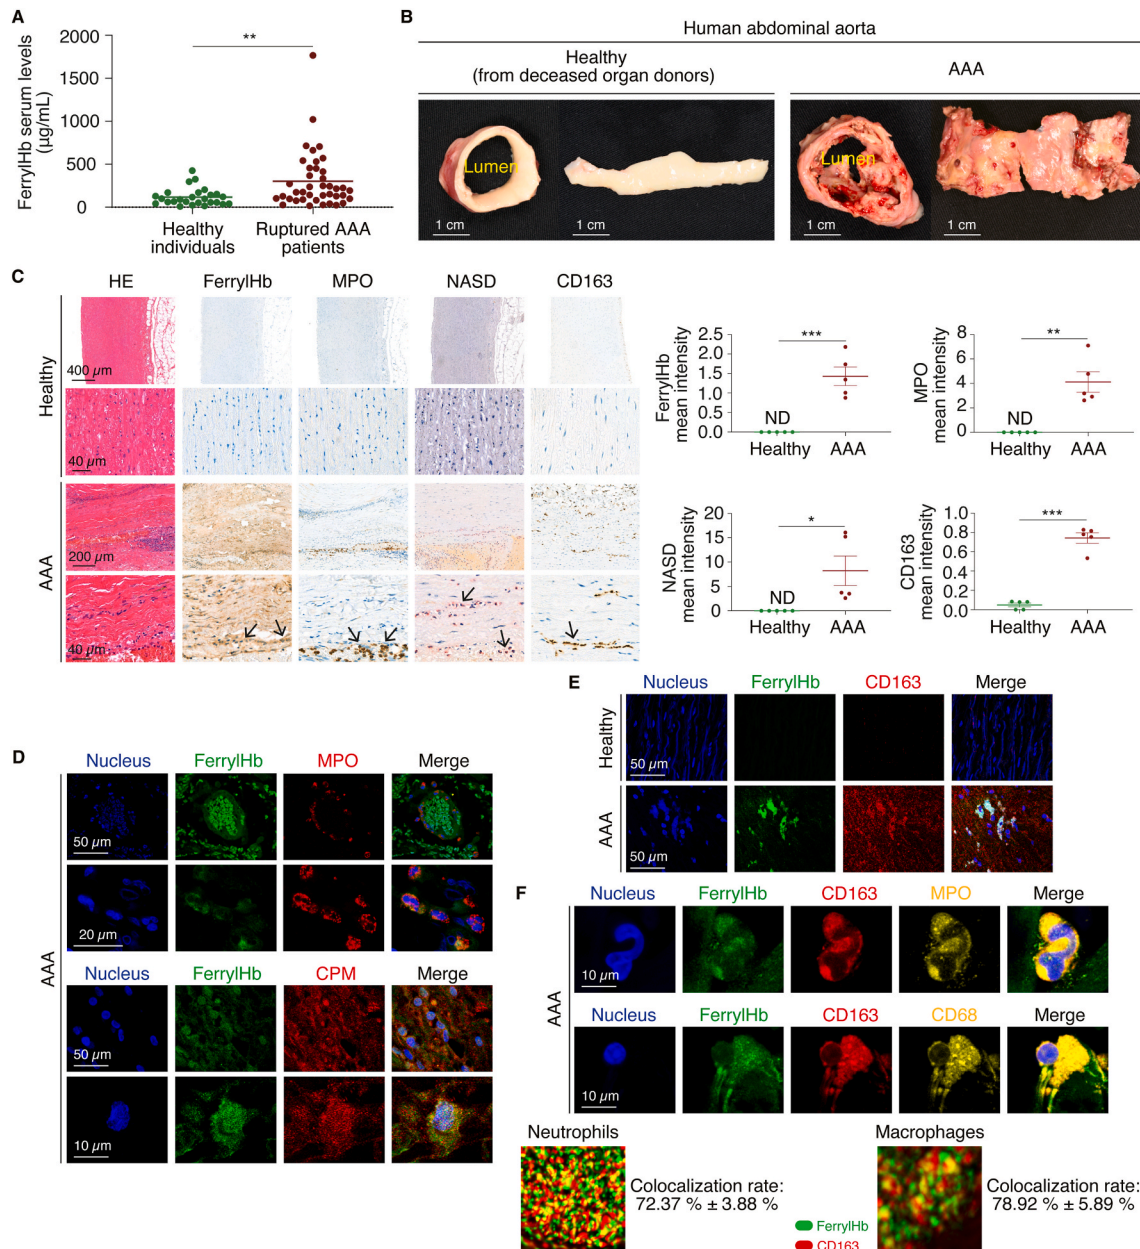 A
FerrylHb serum levels
(µg/mL)
2000
1500
1000
500
0
**
Healthy
individuals
Ruptured AAA
patients
B
Human abdominal aorta
Healthy
(from deceased organ donors)
AAA
Lumen
1 cm
1 cm
Lumen
1 cm
1 cm
C
HE
FerrylHb
MPO
NASD
CD163
Healthy
400 µm
40 µm
AAA
200 µm
40 µm
FerrylHb
mean intensity
2.5
2.0
1.5
1.0
0.5
0.0
***
ND
Healthy
AAA
MPO
mean intensity
8
6
4
2
0
**
ND
Healthy
AAA
NASD
mean intensity
20
15
10
5
0
*
ND
Healthy
AAA
CD163
mean intensity
1.0
0.8
0.6
0.4
0.2
0.0
***
Healthy
AAA
D
AAA
Nucleus
FerrylHb
MPO
Merge
50 µm
20 µm
Nucleus
FerrylHb
CPM
Merge
50 µm
10 µm
E
Nucleus
FerrylHb
CD163
Merge
Healthy
50 µm
AAA
50 µm
F
AAA
Nucleus
FerrylHb
CD163
MPO
Merge
10 µm
Nucleus
FerrylHb
CD163
CD68
Merge
10 µm
Neutrophils
Colocalization rate:
72.37 % ± 3.88 %
Macrophages
Colocalization rate:
78.92 % ± 5.89 %
FerrylHb
CD163